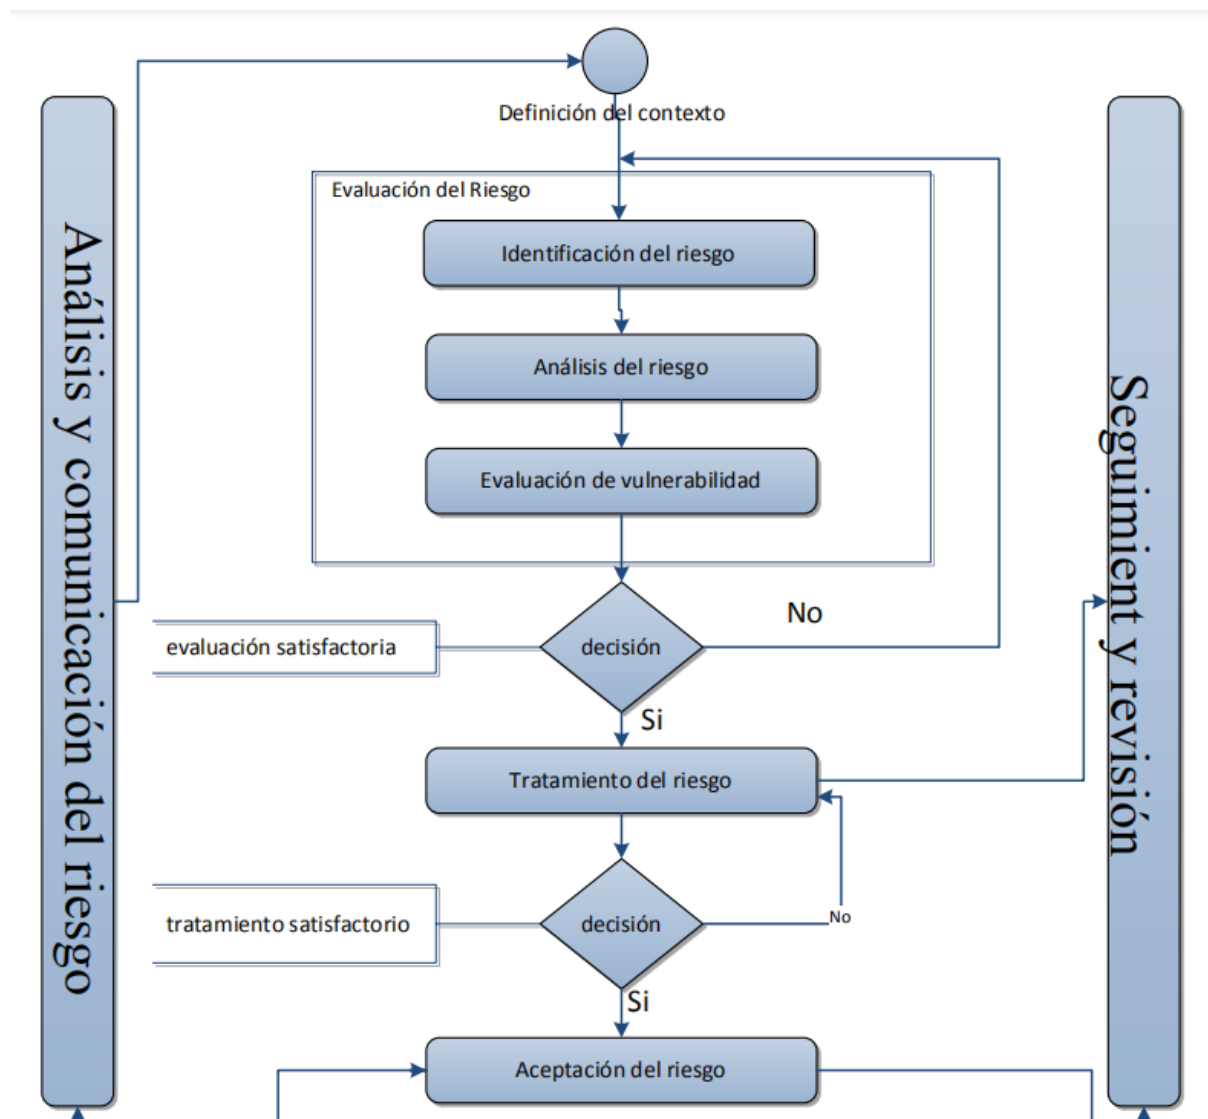 Definición del contexto
Evaluación del Riesgo
Identificación del riesgo
Análisis del riesgo
Evaluación de vulnerabilidad
Análisis y comunicación del riesgo
Seguimient y revisión
No
evaluación satisfactoria
decisión
Si
Tratamiento del riesgo
tratamiento satisfactorio
decisión
No
Si
Aceptación del riesgo